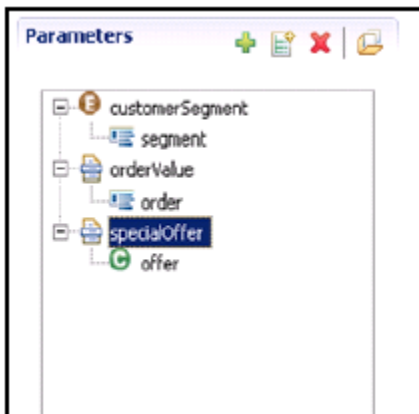 Parameters
E customerSegment
segment
orderValue
order
specialOffer
C offer